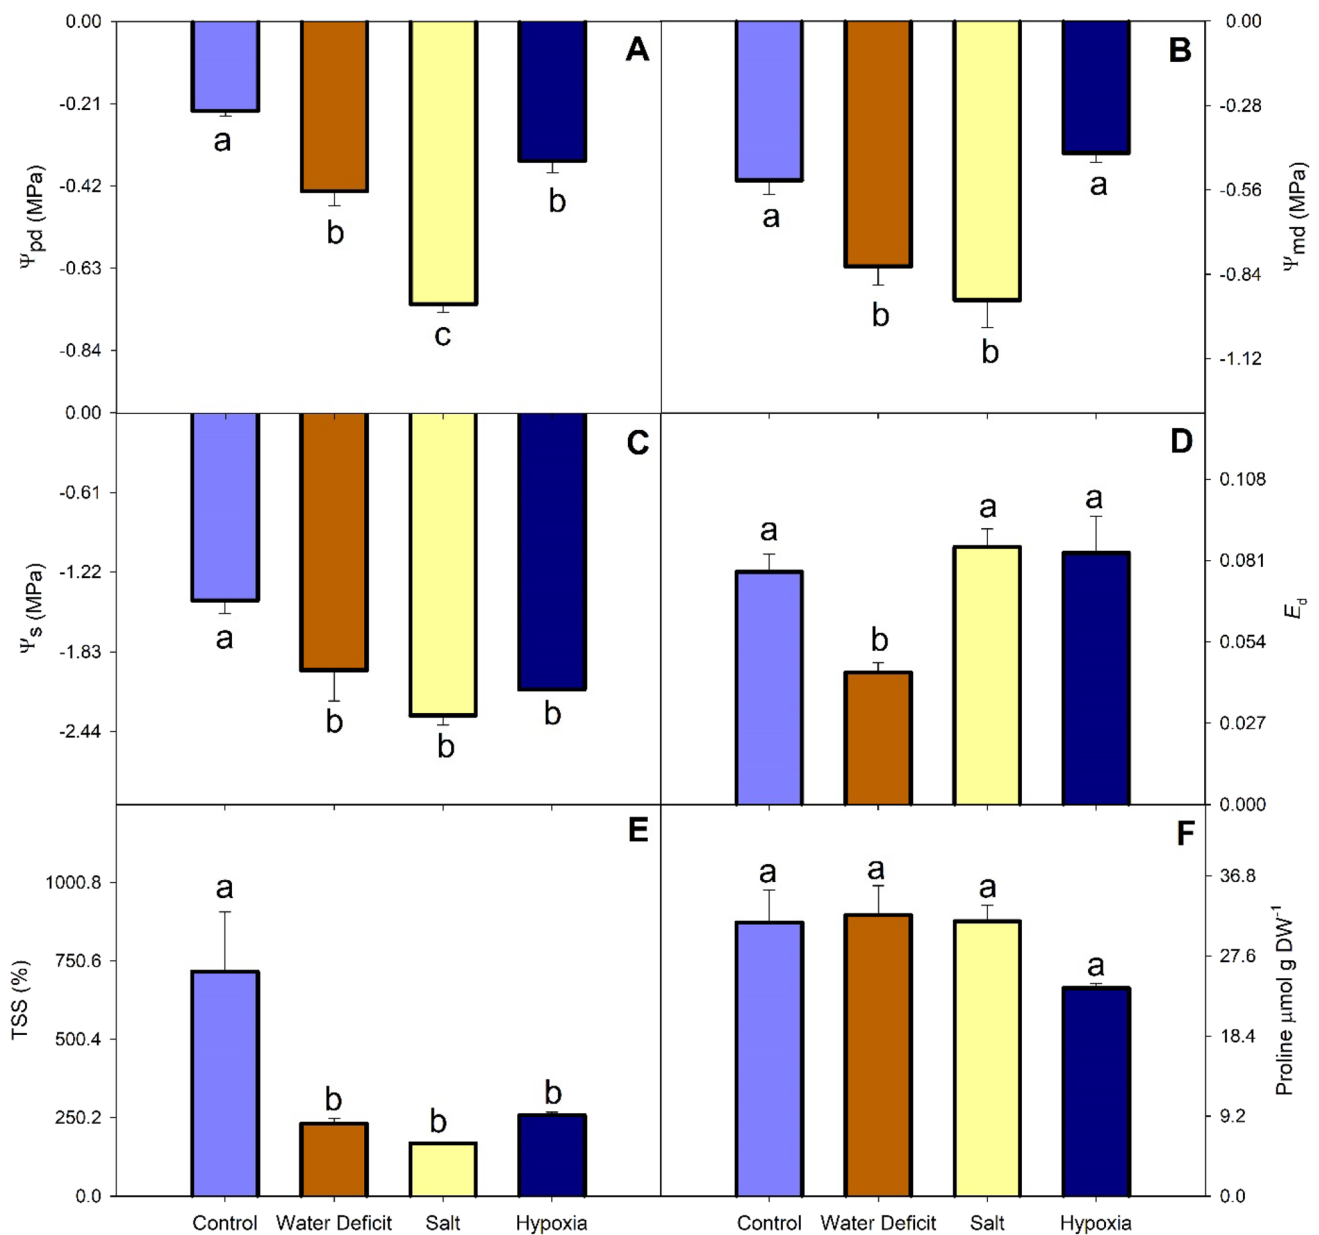 0.00
-0.21
-0.42
-0.63
-0.84
Ψpd (MPa)
a
b
c
b
A
0.00
-0.28
-0.56
-0.84
-1.12
Ψmd (MPa)
a
b
b
a
B
0.00
-0.61
-1.22
-1.83
-2.44
Ψs (MPa)
a
b
b
b
C
0.108
0.081
0.054
0.027
0.000
Ed
a
b
a
a
D
1000.8
750.6
500.4
250.2
0.0
TSS (%)
a
b
b
b
E
36.8
27.6
18.4
9.2
0.0
Proline μmol g DW⁻¹
a
a
a
a
F
Control Water Deficit Salt Hypoxia
Control Water Deficit Salt Hypoxia